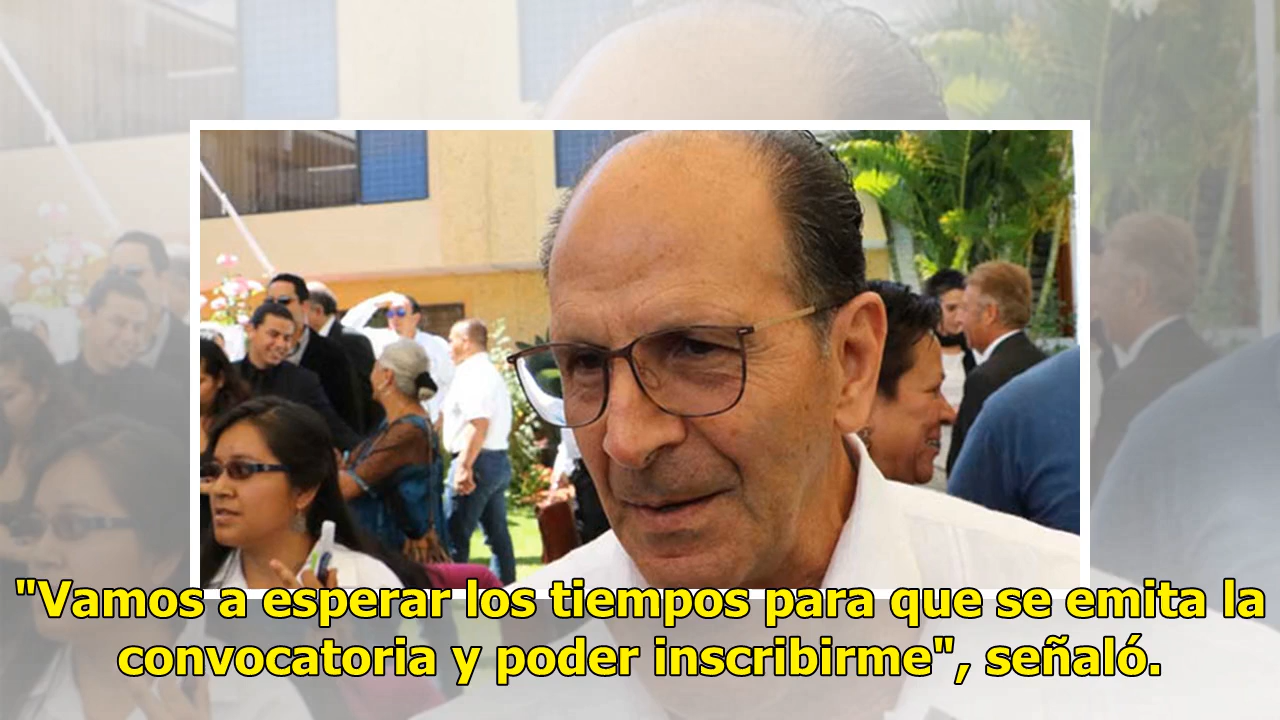 "Vamos a esperar los tiempos para que se emita la
convocatoria y poder inscribirme", señaló.